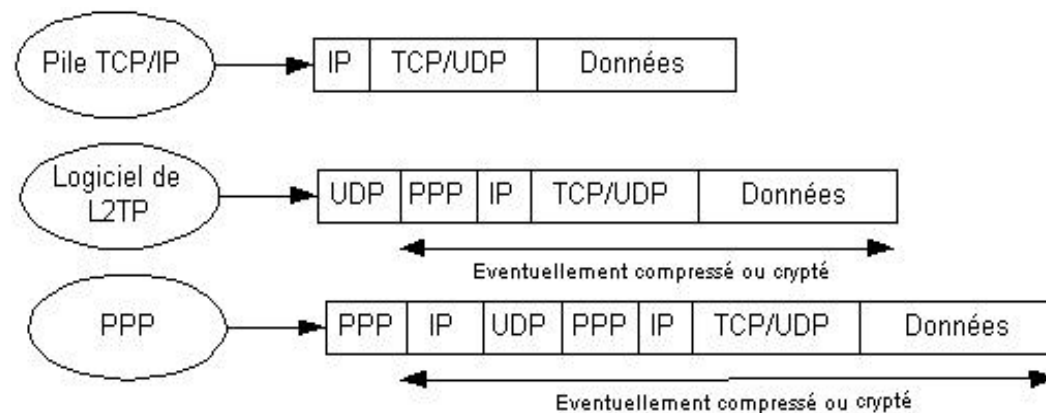 Pile TCP/IP
IP TCP/UDP Données
Logiciel de
L2TP
UDP PPP IP TCP/UDP Données
Eventuellement compressé ou crypté
PPP
PPP IP UDP PPP IP TCP/UDP Données
Eventuellement compressé ou crypté